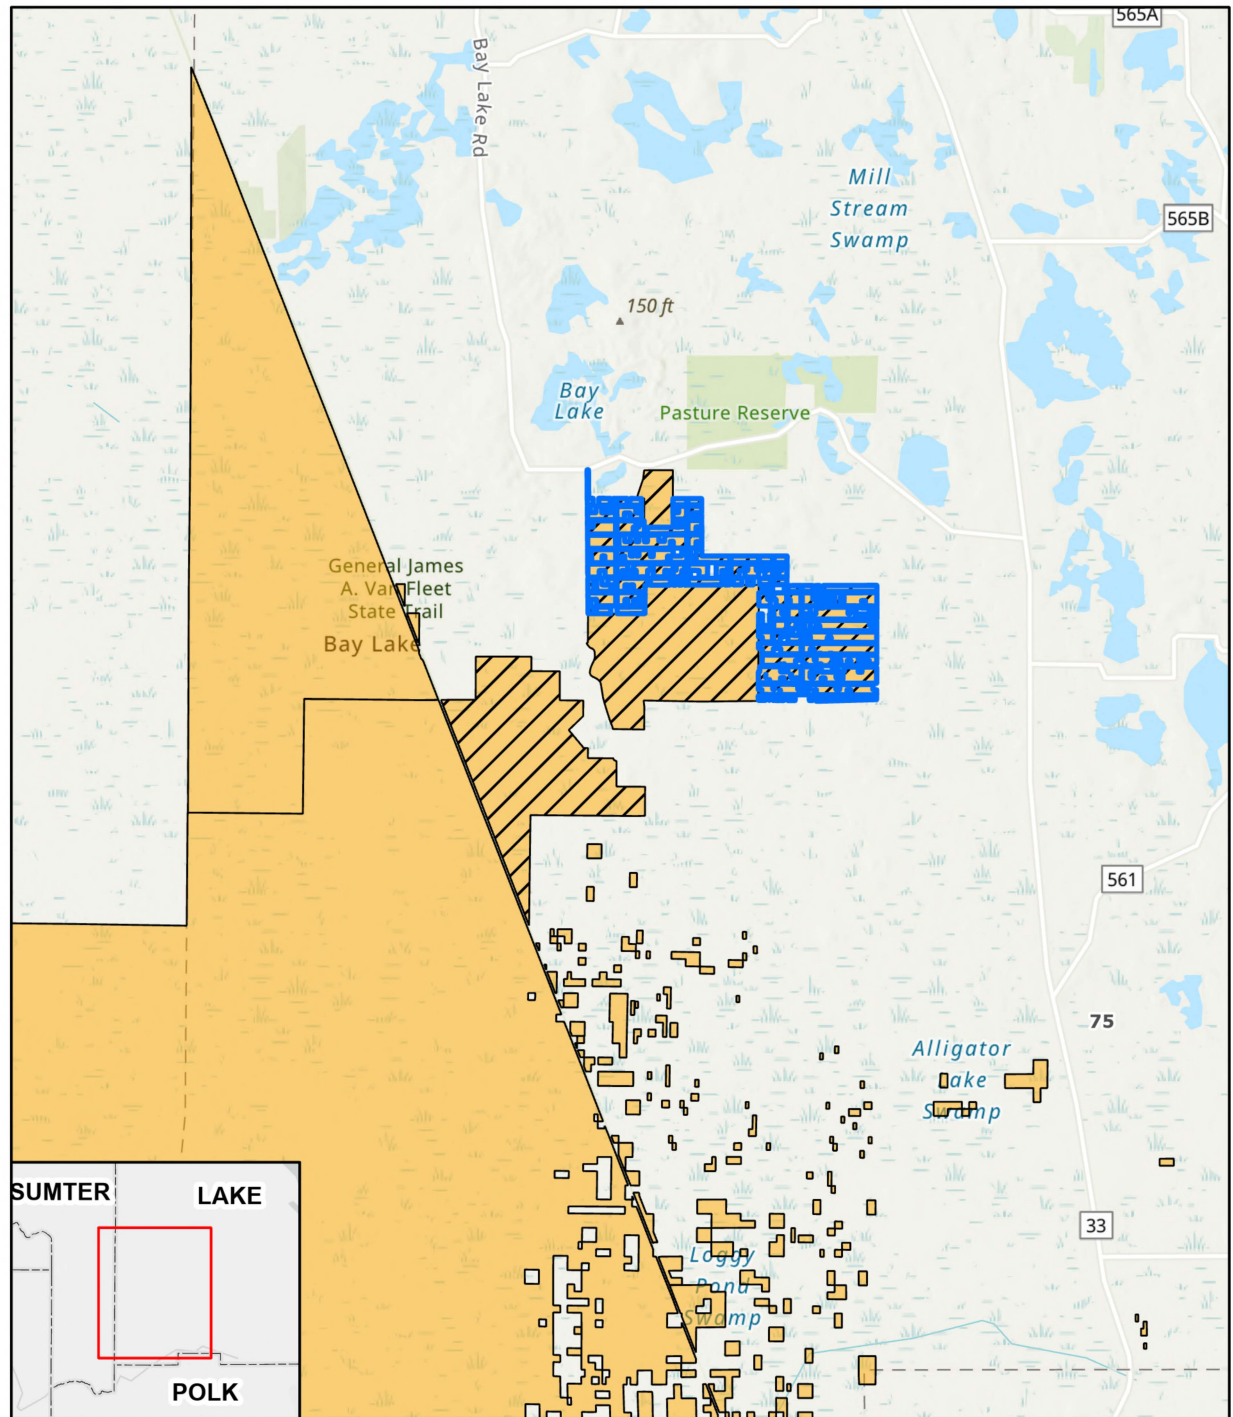 565A
Bay Lake Rd
Mill
Stream
Swamp
565B
150 ft
Bay
Lake
Pasture Reserve
General James
A. Van Fleet
State Trail
Bay Lake
561
75
Alligator
Lake
Swamp
SUMTER
LAKE
33
Loggy
Pond
Swamp
POLK